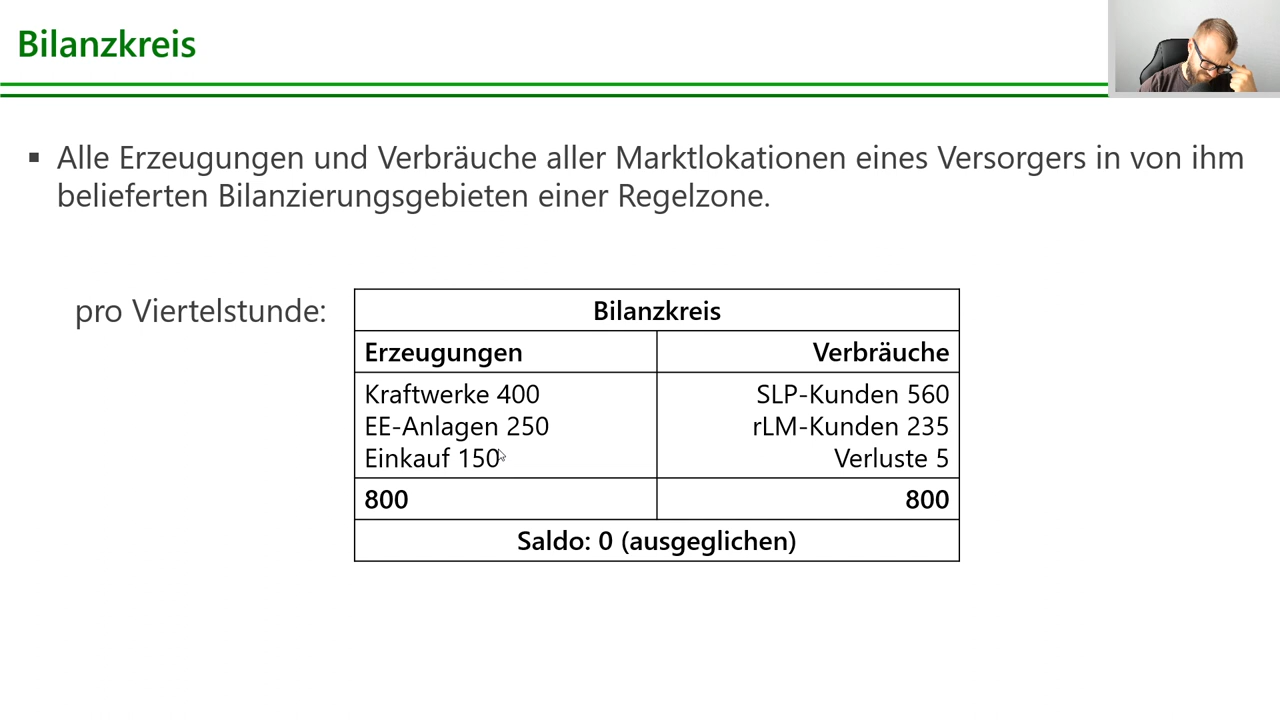 Bilanzkreis
▪ Alle Erzeugungen und Verbräuche aller Marktlokationen eines Versorgers in von ihm
belieferten Bilanzierungsgebieten einer Regelzone.
pro Viertelstunde:
Bilanzkreis
Erzeugungen Verbräuche
Kraftwerke 400 SLP-Kunden 560
EE-Anlagen 250 rLM-Kunden 235
Einkauf 150 Verluste 5
800 800
Saldo: 0 (ausgeglichen)